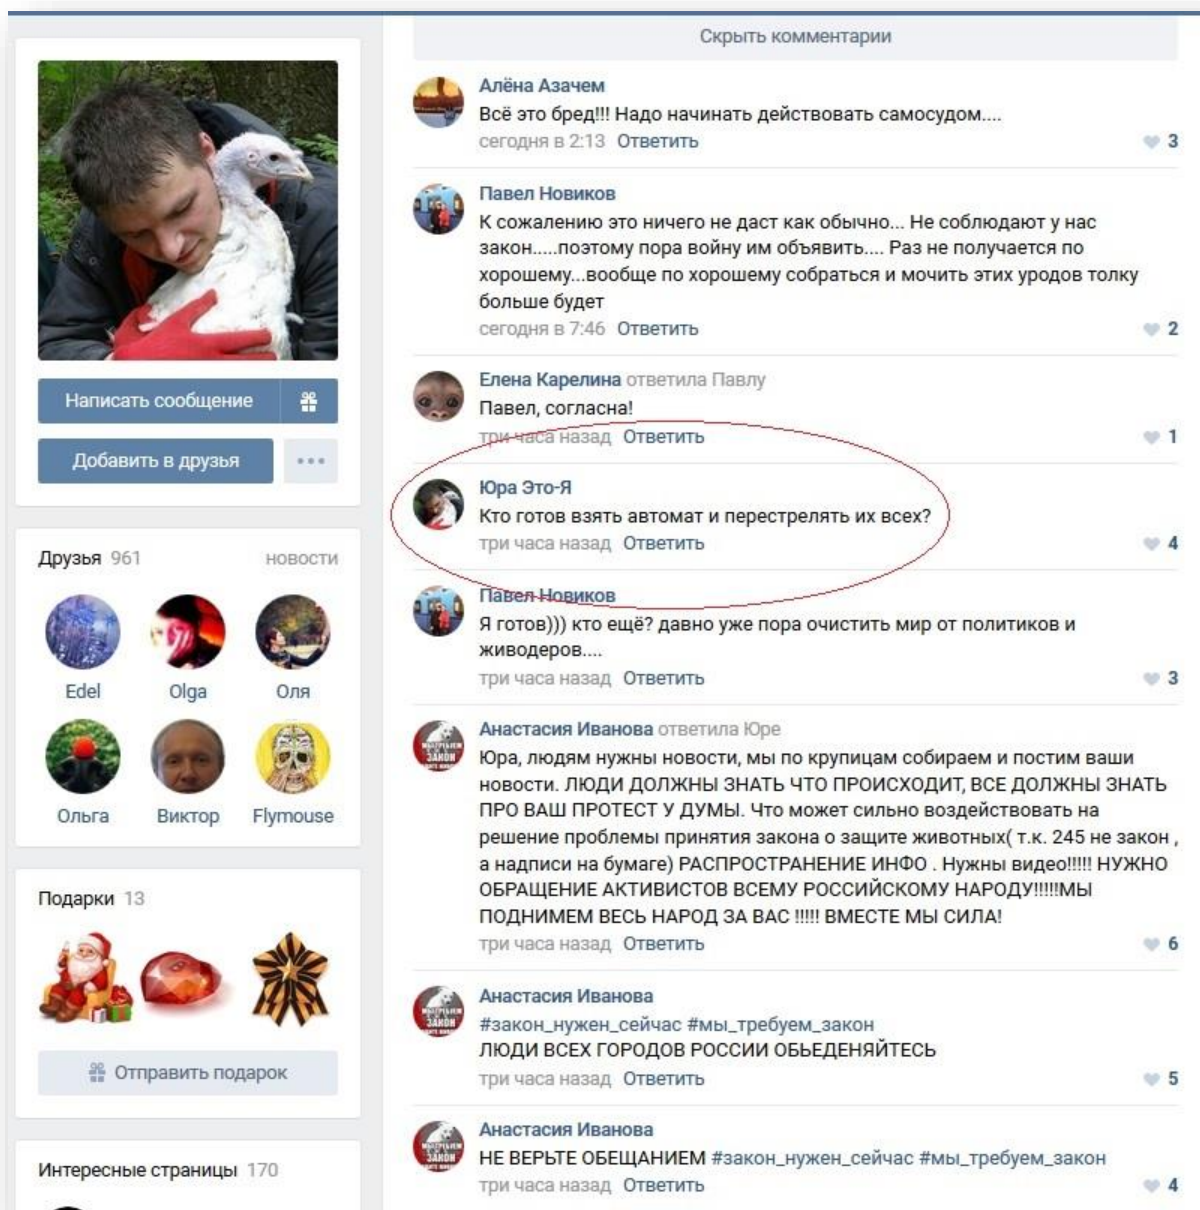 Скрыть комментарии
Написать сообщение
Добавить в друзья
Друзья 961
новости
Edel
Olga
Оля
Ольга
Виктор
Flymouse
Подарки 13
Отправить подарок
Интересные страницы 170
Алёна Азачем
Всё это бред!!! Надо начинать действовать самосудом....
сегодня в 2:13 Ответить
3
Павел Новиков
К сожалению это ничего не даст как обычно... Не соблюдают у нас
закон.....поэтому пора войну им объявить.... Раз не получается по
хорошему...вообще по хорошему собраться и мочить этих уродов толку
больше будет
сегодня в 7:46 Ответить
2
Елена Карелина ответила Павлу
Павел, согласна!
три часа назад Ответить
1
Юра Это-Я
Кто готов взять автомат и перестрелять их всех?
три часа назад Ответить
4
Павел Новиков
Я готов))) кто ещё? давно уже пора очистить мир от политиков и
живодеров....
три часа назад Ответить
3
Анастасия Иванова ответила Юре
Юра, людям нужны новости, мы по крупицам собираем и постим ваши
новости. ЛЮДИ ДОЛЖНЫ ЗНАТЬ ЧТО ПРОИСХОДИТ, ВСЕ ДОЛЖНЫ ЗНАТЬ
ПРО ВАШ ПРОТЕСТ У ДУМЫ. Что может сильно воздействовать на
решение проблемы принятия закона о защите животных( т.к. 245 не закон ,
а надписи на бумаге) РАСПРОСТРАНЕНИЕ ИНФО . Нужны видео!!!!! НУЖНО
ОБРАЩЕНИЕ АКТИВИСТОВ ВСЕМУ РОССИЙСКОМУ НАРОДУ!!!!!МЫ
ПОДНИМЕМ ВЕСЬ НАРОД ЗА ВАС !!!!! ВМЕСТЕ МЫ СИЛА!
три часа назад Ответить
6
Анастасия Иванова
#закон_нужен_сейчас #мы_требуем_закон
ЛЮДИ ВСЕХ ГОРОДОВ РОССИИ ОБЬЕДЕНЯЙТЕСЬ
три часа назад Ответить
5
Анастасия Иванова
НЕ ВЕРЬТЕ ОБЕЩАНИЕМ #закон_нужен_сейчас #мы_требуем_закон
три часа назад Ответить
4